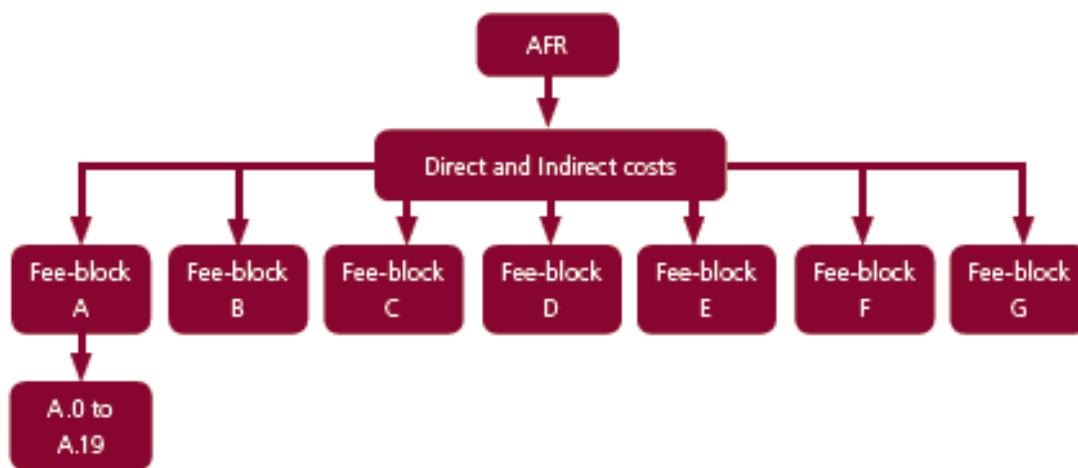 AFR
Direct and Indirect costs
Fee-block
A
Fee-block
B
Fee-block
C
Fee-block
D
Fee-block
E
Fee-block
F
Fee-block
G
A.0 to
A.19